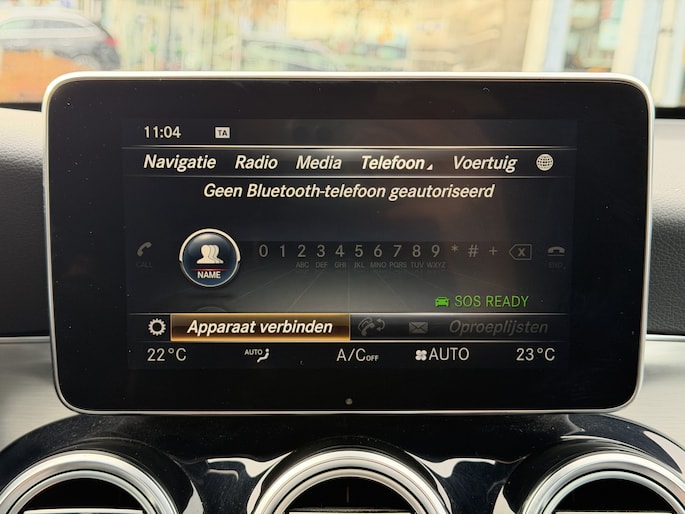 11:04 TA
Navigatie Radio Media Telefoon Voertuig
Geen Bluetooth-telefoon geautoriseerd
0 1 2 3 4 5 6 7 8 9 * # +
CALL ABC DEF GHI JKL MNO PQRS TUV WXYZ END
NAME
SOS READY
Apparaat verbinden Oproeplijsten
22°C AUTO A/COFF AUTO 23°C